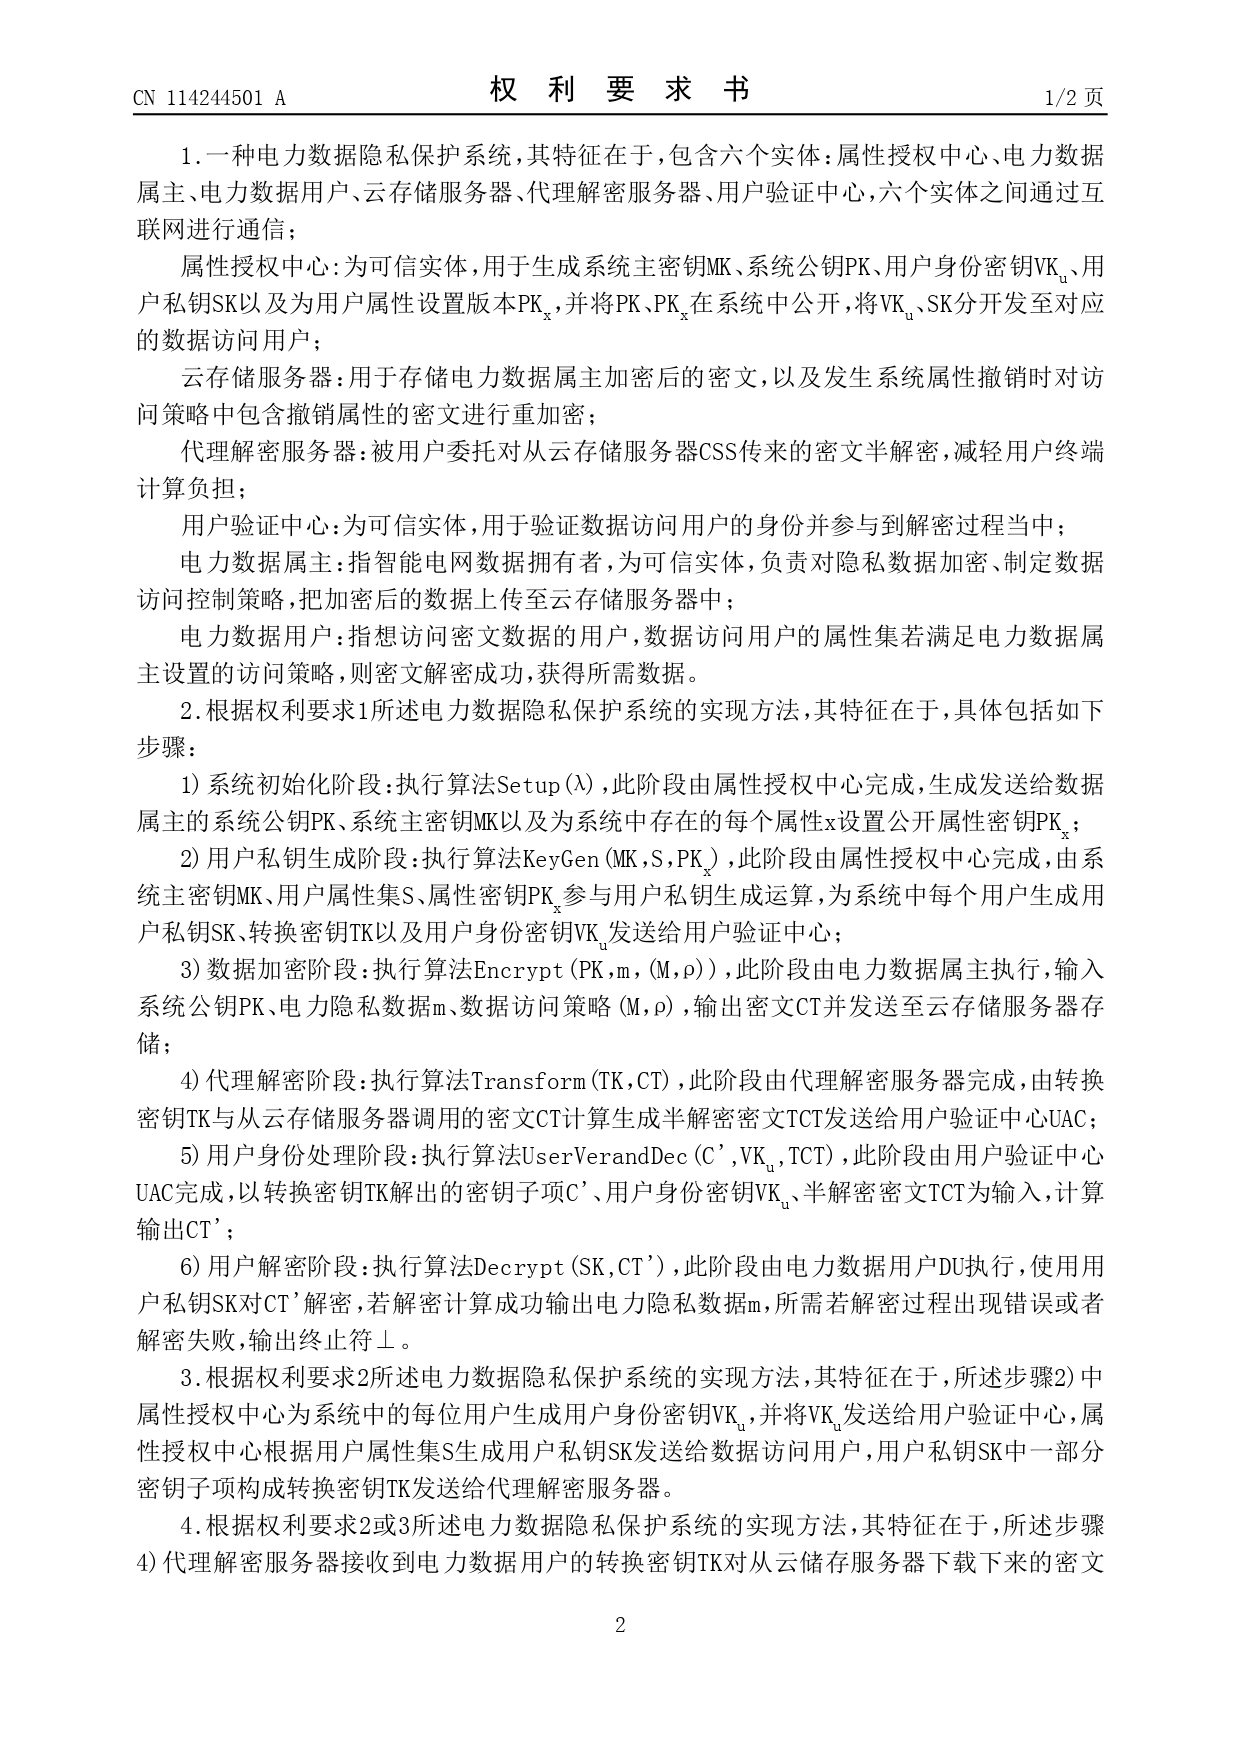 CN 114244501 A
权利要求书
1/2 页
1.一种电力数据隐私保护系统,其特征在于,包含六个实体:属性授权中心、电力数据
属主、电力数据用户、云存储服务器、代理解密服务器、用户验证中心,六个实体之间通过互
联网进行通信;
属性授权中心:为可信实体,用于生成系统主密钥MK、系统公钥PK、用户身份密钥VKu、用
户私钥SK以及为用户属性设置版本PKx,并将PK、PKx在系统中公开,将VKu、SK分开发至对应
的数据访问用户;
云存储服务器:用于存储电力数据属主加密后的密文,以及发生系统属性撤销时对访
问策略中包含撤销属性的密文进行重加密;
代理解密服务器:被用户委托对从云存储服务器CSS传来的密文半解密,减轻用户终端
计算负担;
用户验证中心:为可信实体,用于验证数据访问用户的身份并参与到解密过程当中;
电力数据属主:指智能电网数据拥有者,为可信实体,负责对隐私数据加密、制定数据
访问控制策略,把加密后的数据上传至云存储服务器中;
电力数据用户:指想访问密文数据的用户,数据访问用户的属性集若满足电力数据属
主设置的访问策略,则密文解密成功,获得所需数据。
2.根据权利要求1所述电力数据隐私保护系统的实现方法,其特征在于,具体包括如下
步骤:
1)系统初始化阶段:执行算法Setup(λ),此阶段由属性授权中心完成,生成发送给数据
属主的系统公钥PK、系统主密钥MK以及为系统中存在的每个属性x设置公开属性密钥PKx;
2)用户私钥生成阶段:执行算法KeyGen(MK,S,PKx),此阶段由属性授权中心完成,由系
统主密钥MK、用户属性集S、属性密钥PKx参与用户私钥生成运算,为系统中每个用户生成用
户私钥SK、转换密钥TK以及用户身份密钥VKu发送给用户验证中心;
3)数据加密阶段:执行算法Encrypt(PK,m,(M,ρ)),此阶段由电力数据属主执行,输入
系统公钥PK、电力隐私数据m、数据访问策略(M,ρ),输出密文CT并发送至云存储服务器存
储;
4)代理解密阶段:执行算法Transform(TK,CT),此阶段由代理解密服务器完成,由转换
密钥TK与从云存储服务器调用的密文CT计算生成半解密密文TCT发送给用户验证中心UAC;
5)用户身份处理阶段:执行算法UserVerandDec(C’,VKu,TCT),此阶段由用户验证中心
UAC完成,以转换密钥TK解出的密钥子项C’、用户身份密钥VKu、半解密密文TCT为输入,计算
输出CT’;
6)用户解密阶段:执行算法Decrypt(SK,CT’),此阶段由电力数据用户DU执行,使用用
户私钥SK对CT’解密,若解密计算成功输出电力隐私数据m,所需若解密过程出现错误或者
解密失败,输出终止符⊥。
3.根据权利要求2所述电力数据隐私保护系统的实现方法,其特征在于,所述步骤2)中
属性授权中心为系统中的每位用户生成用户身份密钥VKu,并将VKu发送给用户验证中心,属
性授权中心根据用户属性集S生成用户私钥SK发送给数据访问用户,用户私钥SK中一部分
密钥子项构成转换密钥TK发送给代理解密服务器。
4.根据权利要求2或3所述电力数据隐私保护系统的实现方法,其特征在于,所述步骤
4)代理解密服务器接收到电力数据用户的转换密钥TK对从云储存服务器下载下来的密文
2